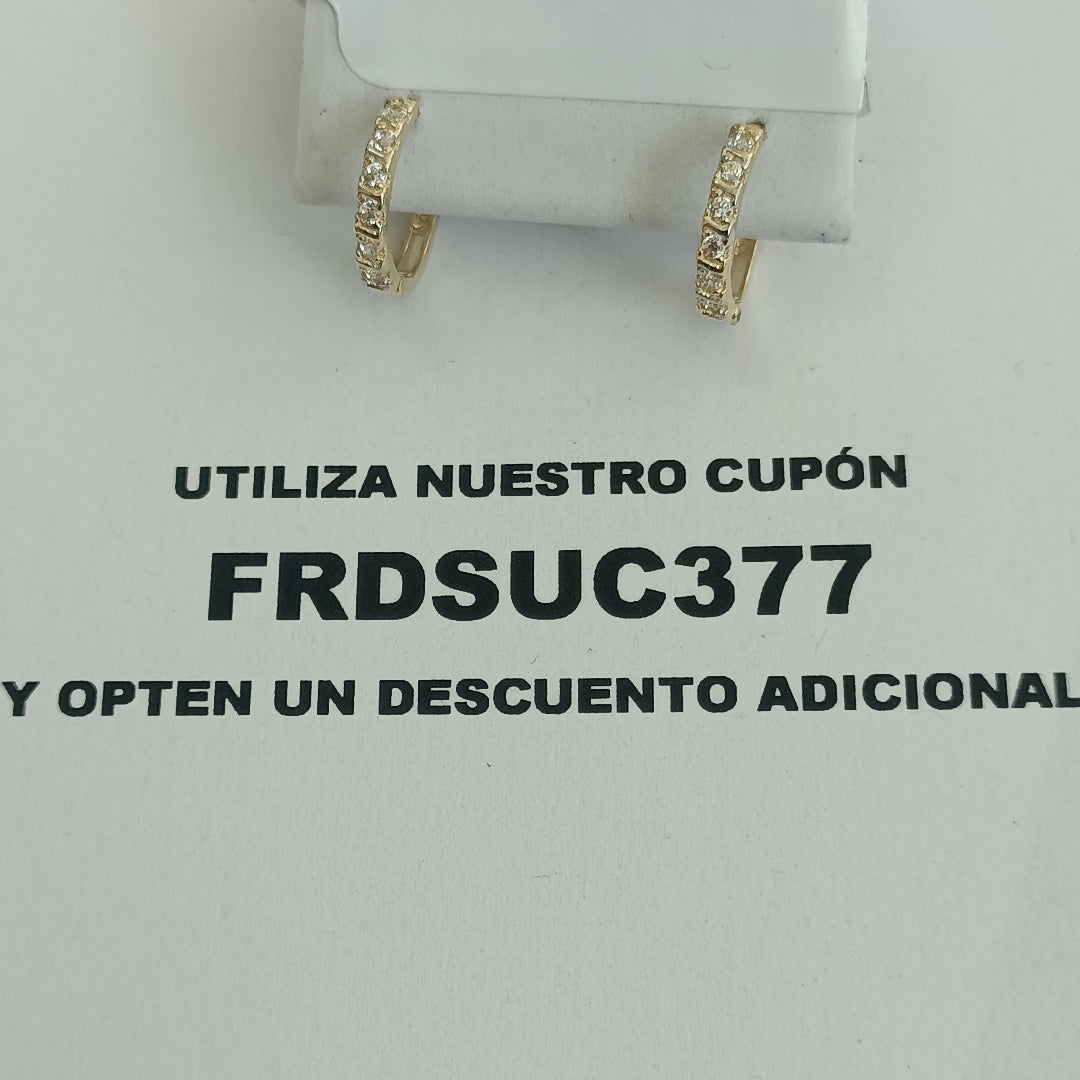 UTILIZA NUESTRO CUPÓN
FRDSUC377
Y OPTEN UN DESCUENTO ADICIONAL